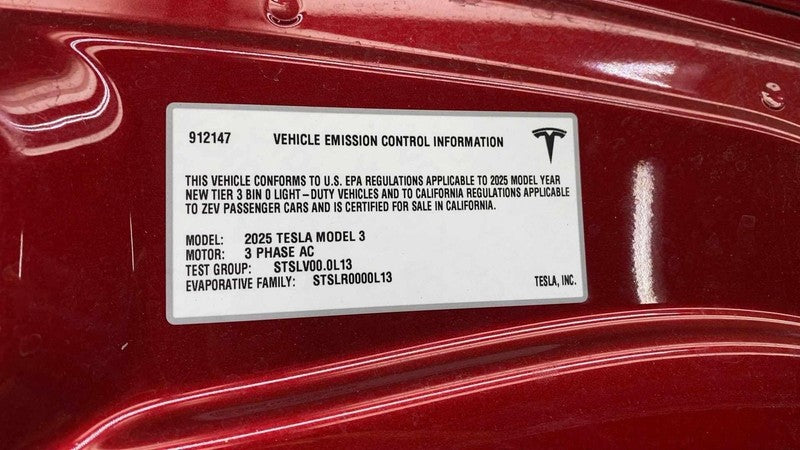 912147 VEHICLE EMISSION CONTROL INFORMATION
THIS VEHICLE CONFORMS TO U.S. EPA REGULATIONS APPLICABLE TO 2025 MODEL YEAR
NEW TIER 3 BIN 0 LIGHT-DUTY VEHICLES AND TO CALIFORNIA REGULATIONS APPLICABLE
TO ZEV PASSENGER CARS AND IS CERTIFIED FOR SALE IN CALIFORNIA.
MODEL: 2025 TESLA MODEL 3
MOTOR: 3 PHASE AC
TEST GROUP: STSLV00.0L13
EVAPORATIVE FAMILY: STSLR0000L13
TESLA, INC.